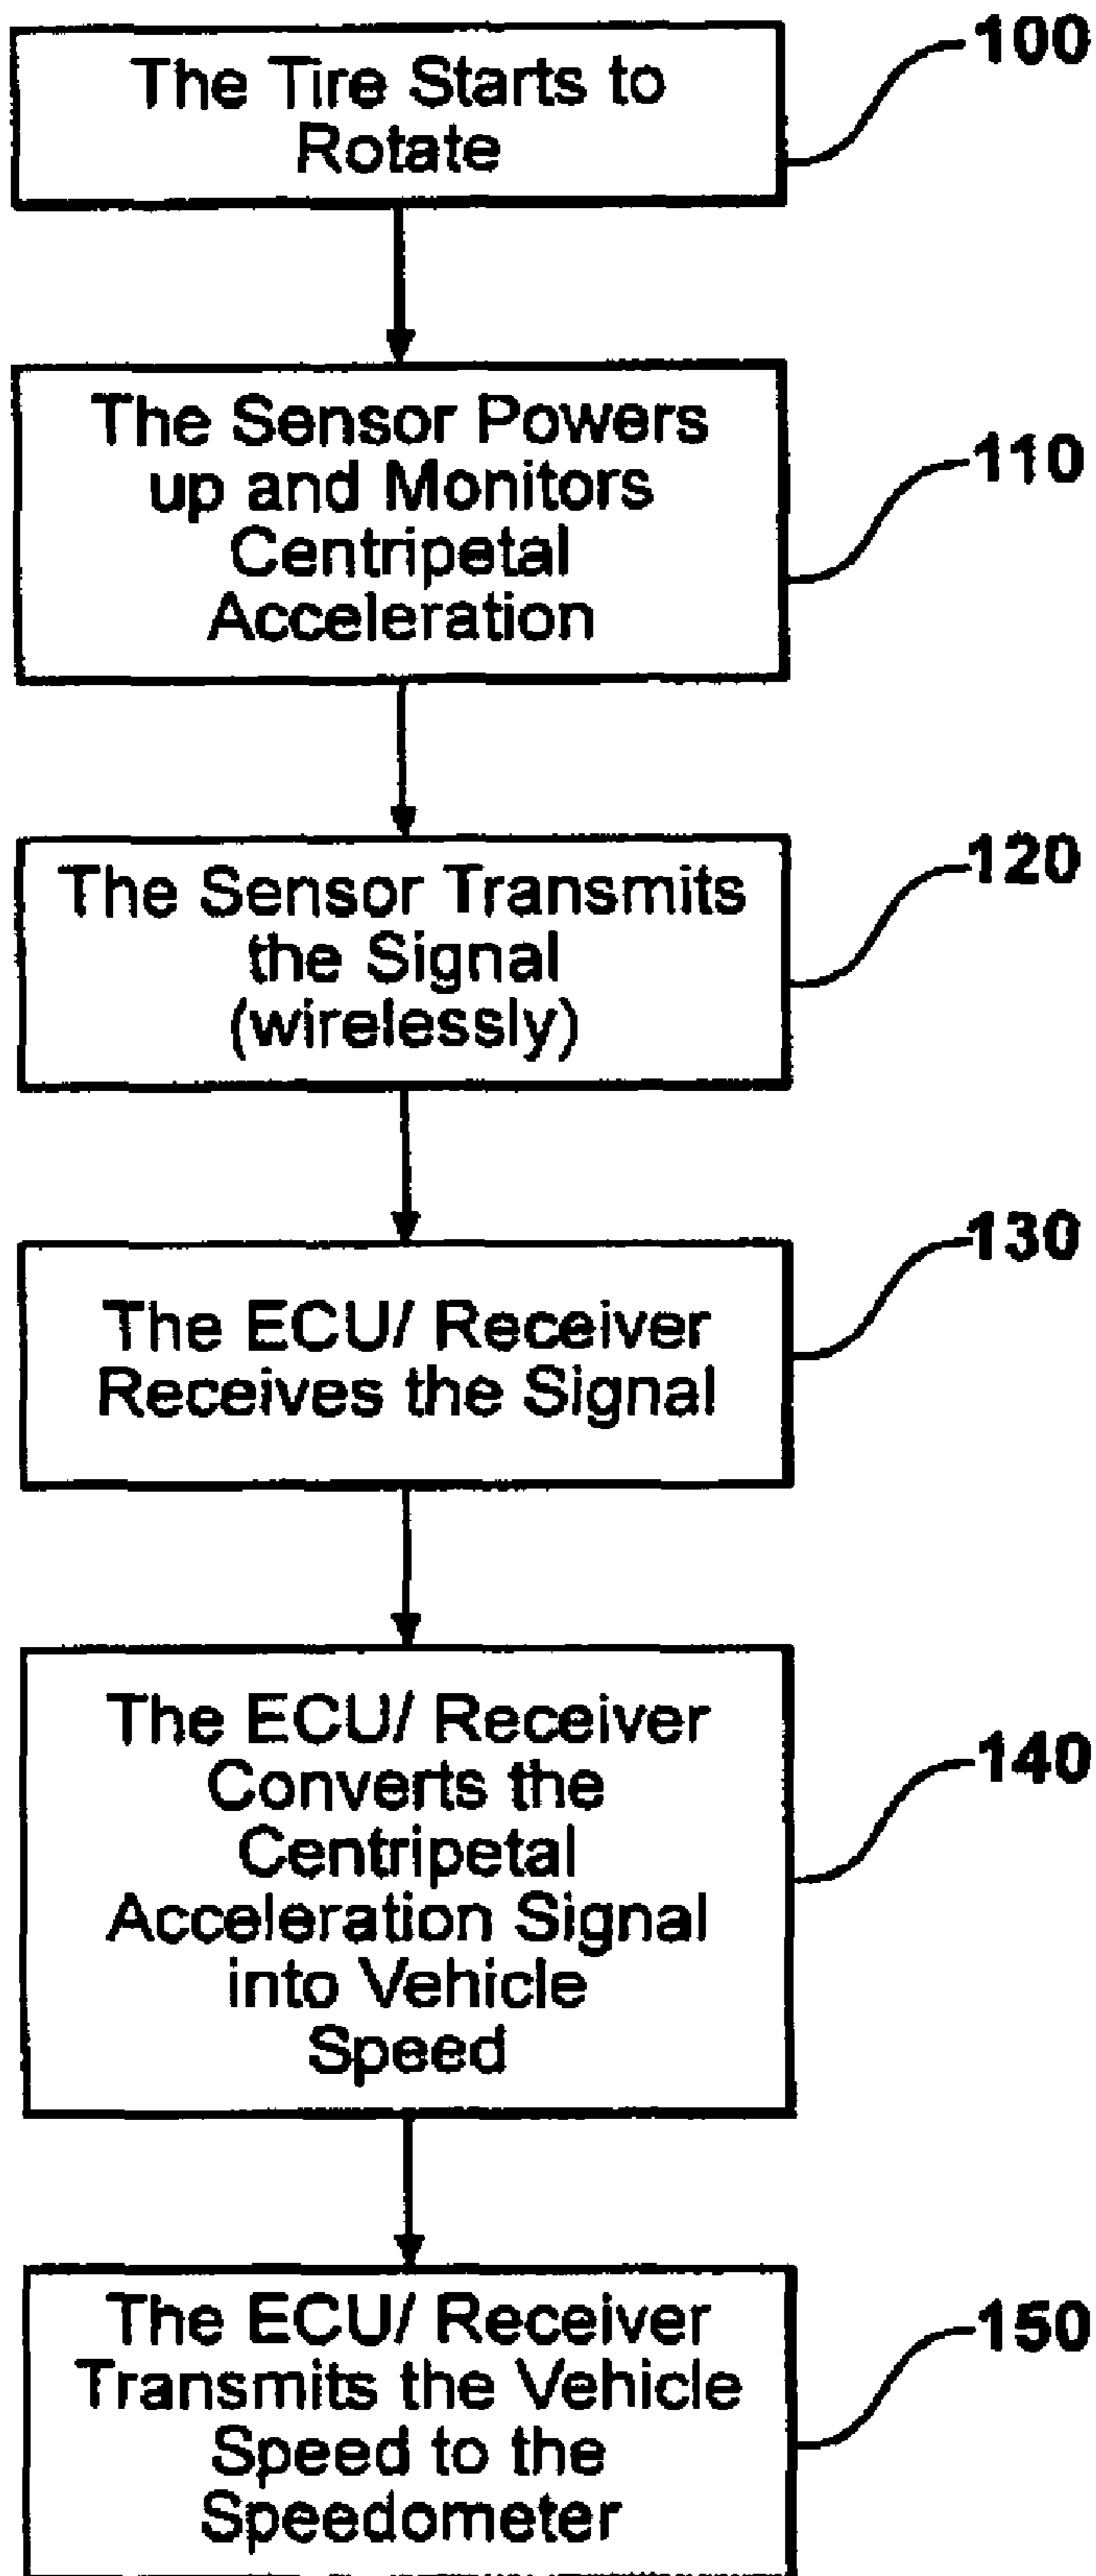 The Tire Starts to
Rotate
100
The Sensor Powers
up and Monitors
Centripetal
Acceleration
110
The Sensor Transmits
the Signal
(wirelessly)
120
The ECU/ Receiver
Receives the Signal
130
The ECU/ Receiver
Converts the
Centripetal
Acceleration Signal
into Vehicle
Speed
140
The ECU/ Receiver
Transmits the Vehicle
Speed to the
Speedometer
150